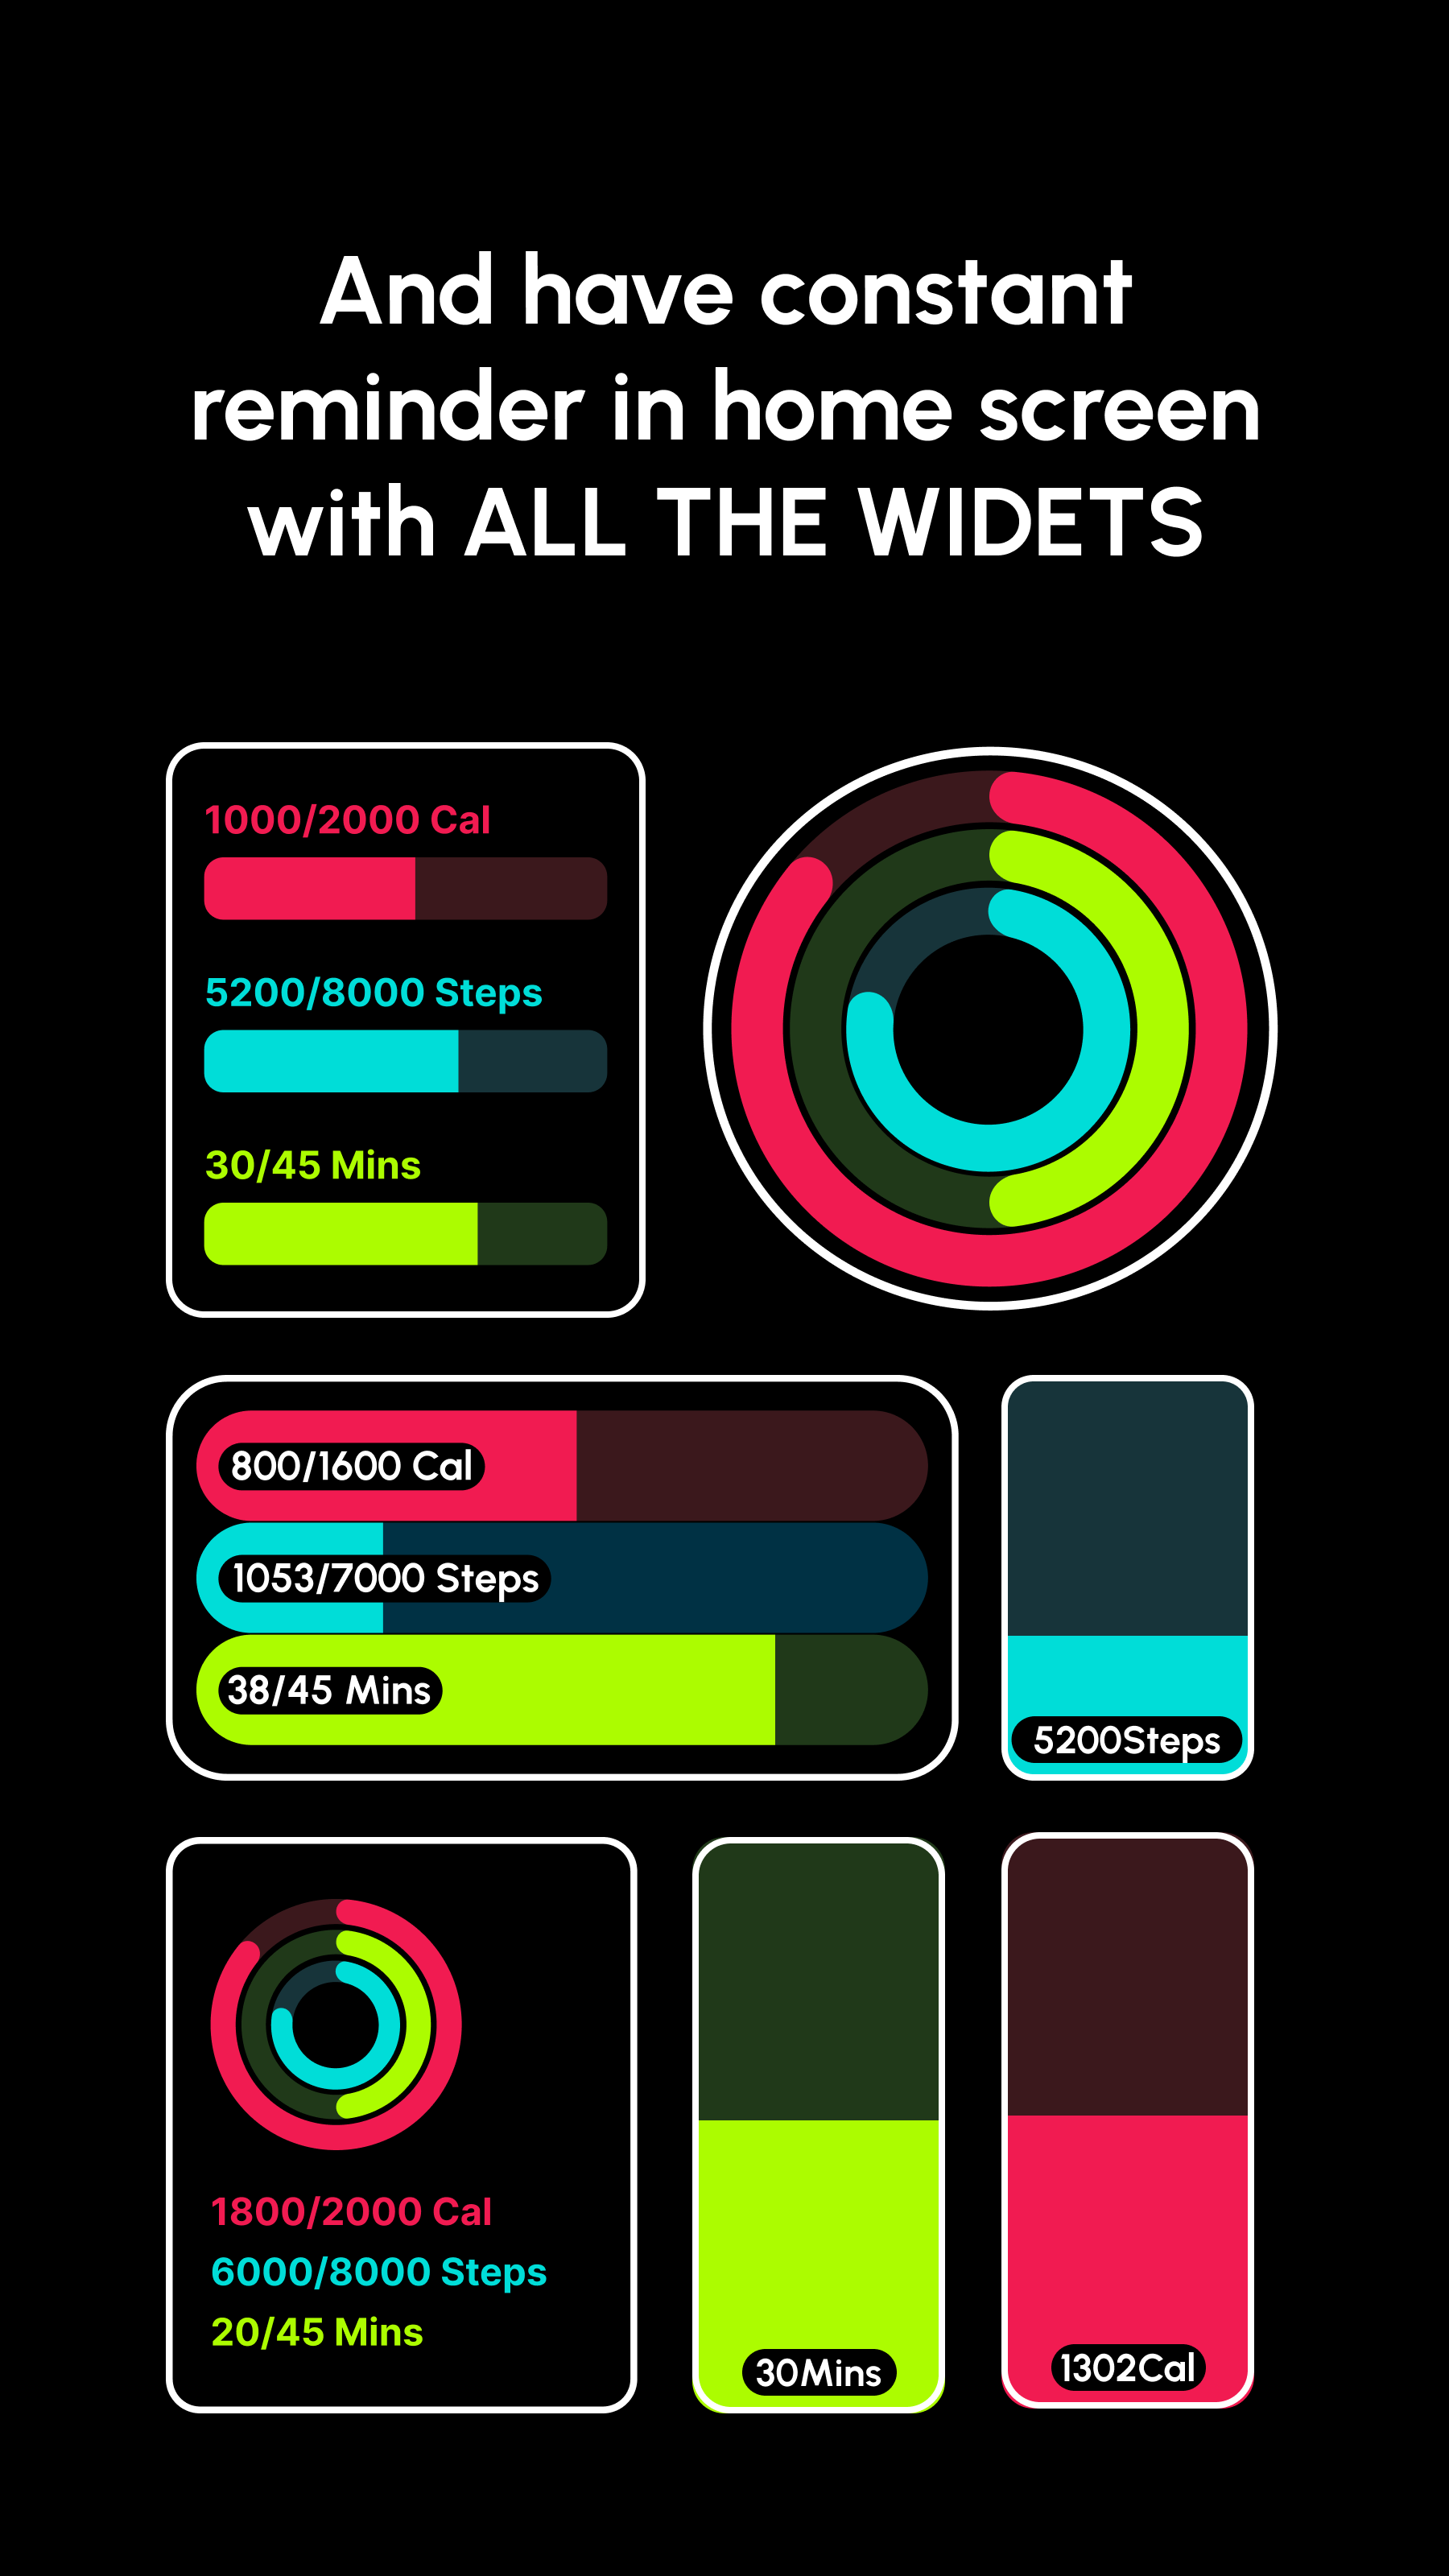 And have constant
reminder in home screen
with ALL THE WIDETS
1000/2000 Cal
5200/8000 Steps
30/45 Mins
800/1600 Cal
1053/7000 Steps
38/45 Mins
5200Steps
1800/2000 Cal
6000/8000 Steps
20/45 Mins
30Mins
1302Cal